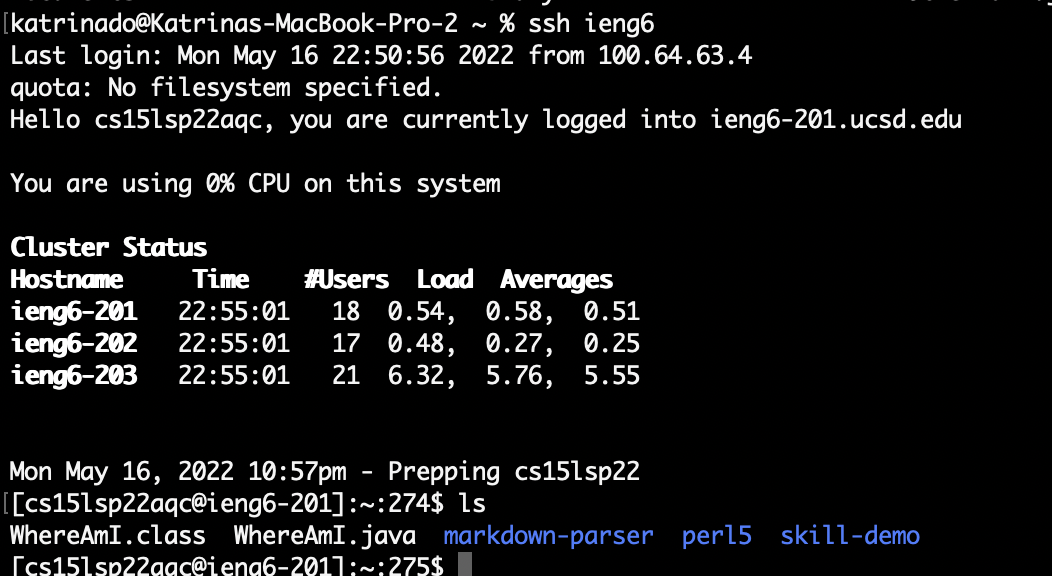 [katrinado@Katrinas-MacBook-Pro-2 ~ % ssh ieng6
Last login: Mon May 16 22:50:56 2022 from 100.64.63.4
quota: No filesystem specified.
Hello cs15lsp22aqc, you are currently logged into ieng6-201.ucsd.edu
You are using 0% CPU on this system
Cluster Status
Hostname Time #Users Load Averages
ieng6-201 22:55:01 18 0.54, 0.58, 0.51
ieng6-202 22:55:01 17 0.48, 0.27, 0.25
ieng6-203 22:55:01 21 6.32, 5.76, 5.55
Mon May 16, 2022 10:57pm - Prepping cs15lsp22
[[cs15lsp22aqc@ieng6-201]:~:274$ ls
WhereAmI.class WhereAmI.java markdown-parser perl5 skill-demo
[cs15lsp22aqc@ieng6-201]:~:275$